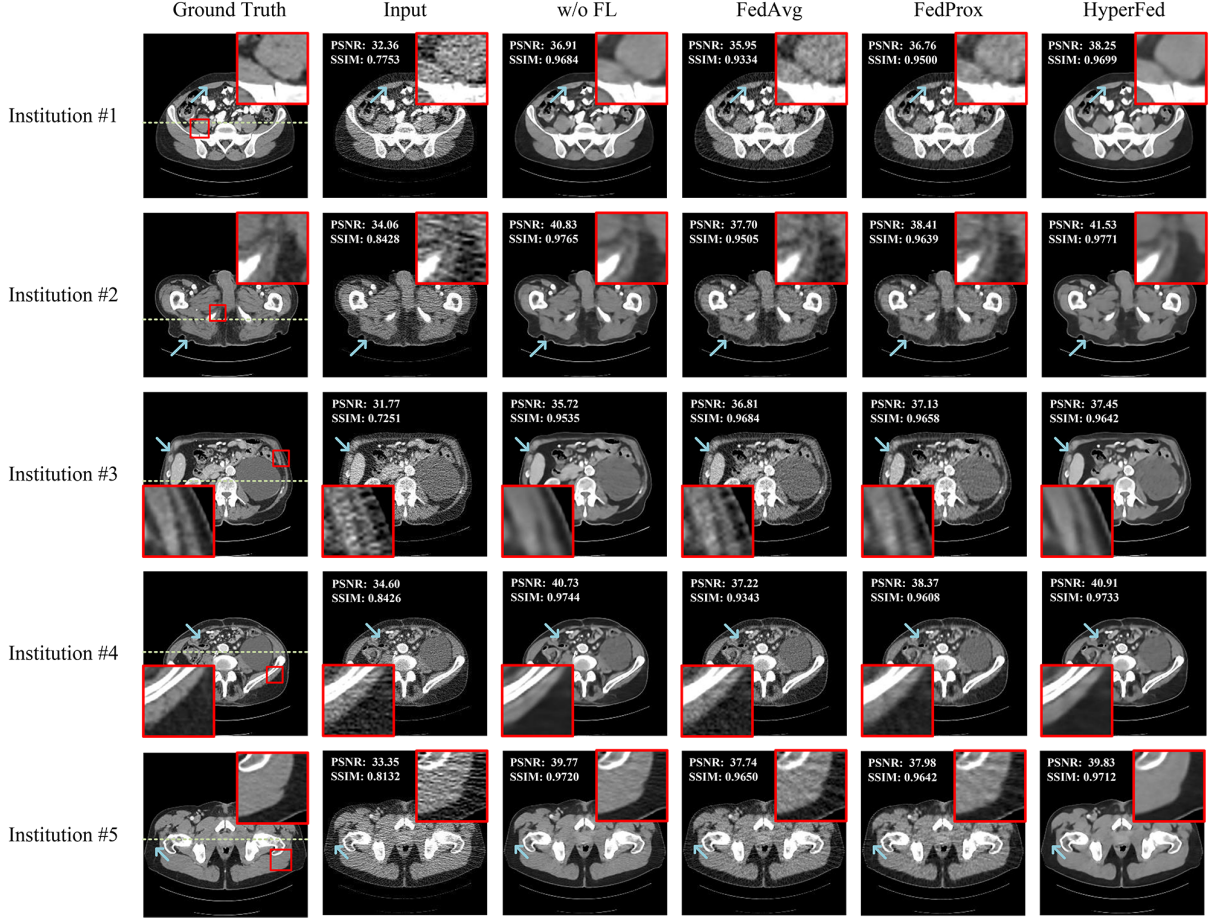 Ground Truth Input w/o FL FedAvg FedProx HyperFed
Institution #1
PSNR: 32.36
SSIM: 0.7753
PSNR: 36.91
SSIM: 0.9684
PSNR: 35.95
SSIM: 0.9334
PSNR: 36.76
SSIM: 0.9500
PSNR: 38.25
SSIM: 0.9699
Institution #2
PSNR: 34.06
SSIM: 0.8428
PSNR: 40.83
SSIM: 0.9765
PSNR: 37.70
SSIM: 0.9505
PSNR: 38.41
SSIM: 0.9639
PSNR: 41.53
SSIM: 0.9771
Institution #3
PSNR: 31.77
SSIM: 0.7251
PSNR: 35.72
SSIM: 0.9535
PSNR: 36.81
SSIM: 0.9684
PSNR: 37.13
SSIM: 0.9658
PSNR: 37.45
SSIM: 0.9642
Institution #4
PSNR: 34.60
SSIM: 0.8426
PSNR: 40.73
SSIM: 0.9744
PSNR: 37.22
SSIM: 0.9343
PSNR: 38.37
SSIM: 0.9608
PSNR: 40.91
SSIM: 0.9733
Institution #5
PSNR: 33.35
SSIM: 0.8132
PSNR: 39.77
SSIM: 0.9720
PSNR: 37.74
SSIM: 0.9650
PSNR: 37.98
SSIM: 0.9642
PSNR: 39.83
SSIM: 0.9712